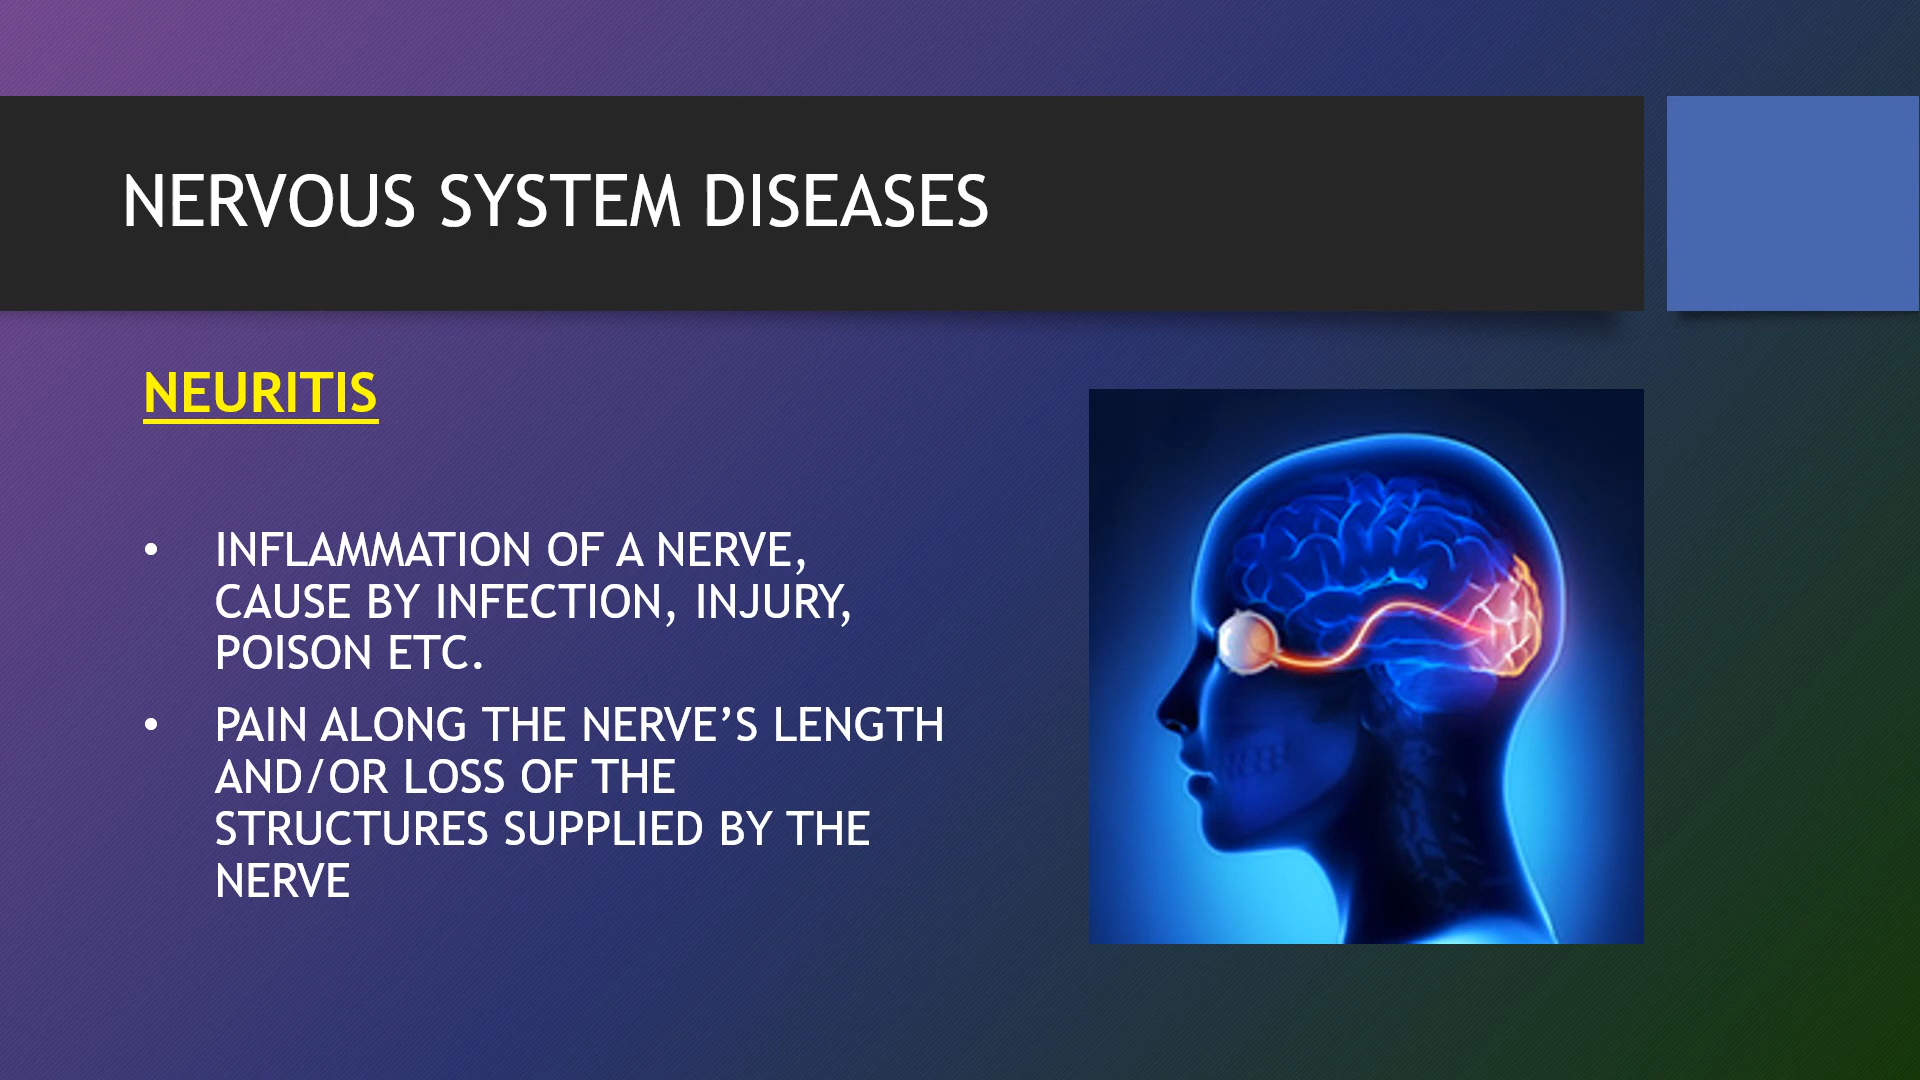 NERVOUS SYSTEM DISEASES
NEURITIS
• INFLAMMATION OF A NERVE,
CAUSE BY INFECTION, INJURY,
POISON ETC.
• PAIN ALONG THE NERVE’S LENGTH
AND/OR LOSS OF THE
STRUCTURES SUPPLIED BY THE
NERVE